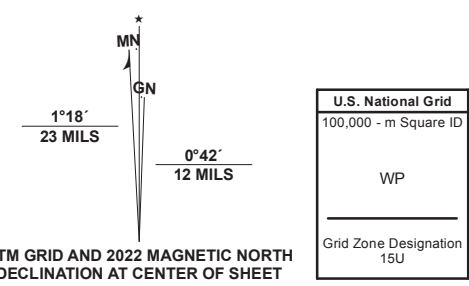 MN
GN
1°18´
23 MILS
0°42´
12 MILS
TM GRID AND 2022 MAGNETIC NORTH
DECLINATION AT CENTER OF SHEET
U.S. National Grid
100,000 - m Square ID
WP
Grid Zone Designation
15U